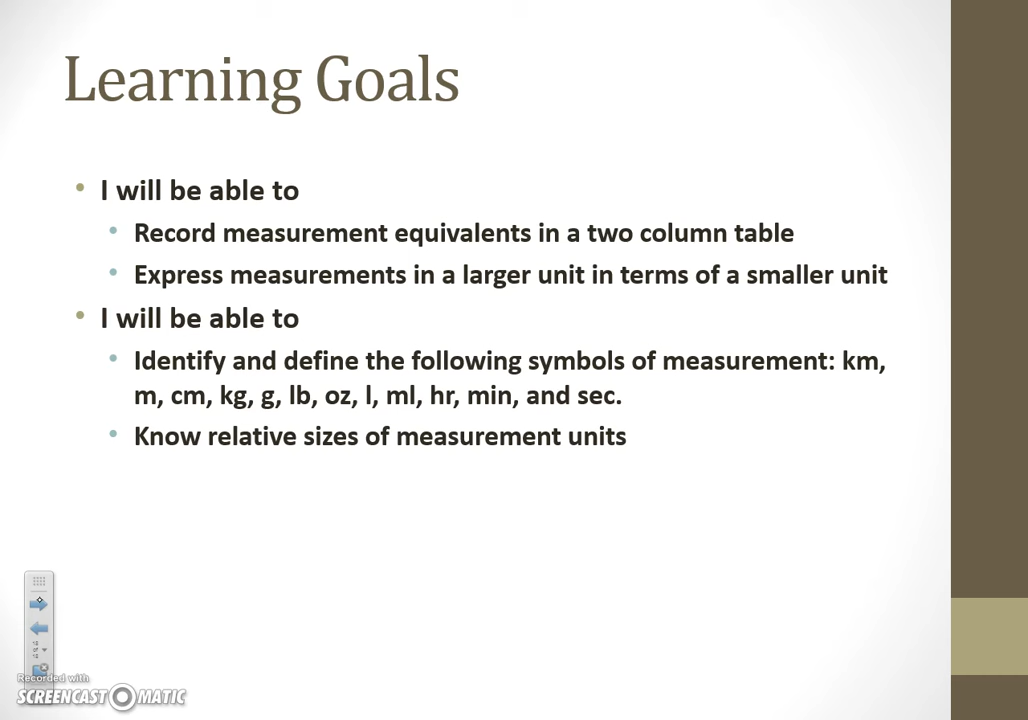 Learning Goals
• I will be able to
• Record measurement equivalents in a two column table
• Express measurements in a larger unit in terms of a smaller unit
• I will be able to
• Identify and define the following symbols of measurement: km,
m, cm, kg, g, lb, oz, l, ml, hr, min, and sec.
• Know relative sizes of measurement units
Recorded with
SCREENCAST MATIC